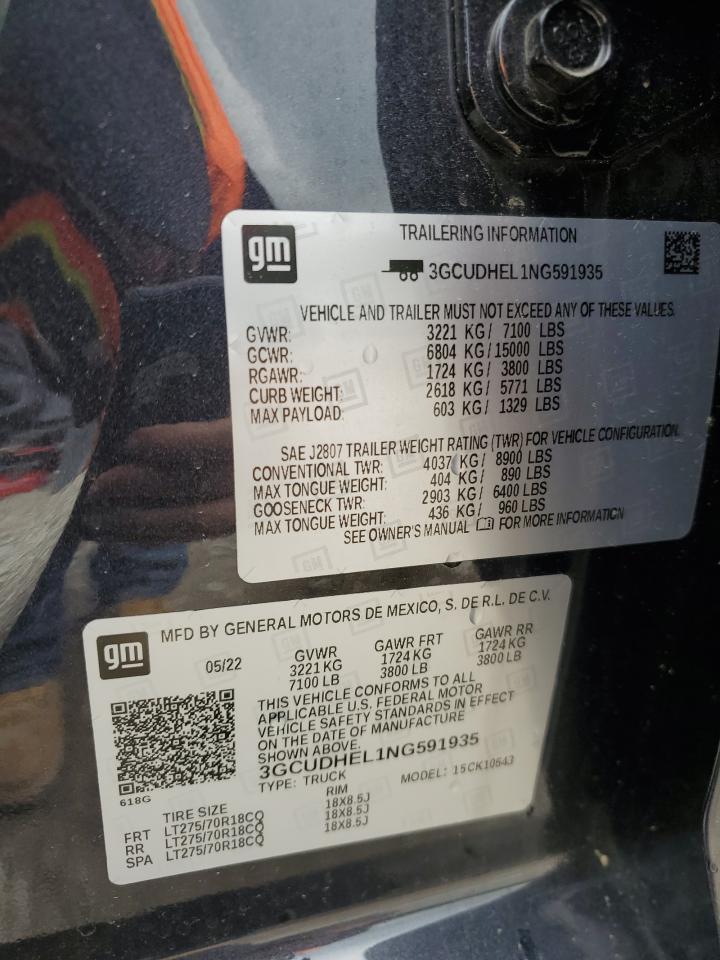 gm
TRAILERING INFORMATION
3GCUDHEL1NG591935
VEHICLE AND TRAILER MUST NOT EXCEED ANY OF THESE VALUES.
GVWR: 3221 KG/ 7100 LBS
GCWR: 6804 KG/15000 LBS
RGAWR: 1724 KG/ 3800 LBS
CURB WEIGHT: 2618 KG/ 5771 LBS
MAX PAYLOAD: 603 KG/ 1329 LBS
SAE J2807 TRAILER WEIGHT RATING (TWR) FOR VEHICLE CONFIGURATION.
CONVENTIONAL TWR: 4037 KG/ 8900 LBS
MAX TONGUE WEIGHT: 404 KG/ 890 LBS
GOOSENECK TWR: 2903 KG/ 6400 LBS
MAX TONGUE WEIGHT: 436 KG/ 960 LBS
SEE OWNER'S MANUAL FOR MORE INFORMATION
gm
MFD BY GENERAL MOTORS DE MEXICO, S. DE R.L. DE C.V.
05/22 GVWR GAWR FRT GAWR RR
3221 KG 1724 KG 1724 KG
7100 LB 3800 LB 3800 LB
THIS VEHICLE CONFORMS TO ALL
APPLICABLE U.S. FEDERAL MOTOR
VEHICLE SAFETY STANDARDS IN EFFECT
ON THE DATE OF MANUFACTURE
SHOWN ABOVE.
3GCUDHEL1NG591935
TYPE: TRUCK MODEL: 15CK10543
618G
TIRE SIZE RIM
FRT LT275/70R18CQ 18X8.5J
RR LT275/70R18CQ 18X8.5J
SPA LT275/70R18CQ 18X8.5J